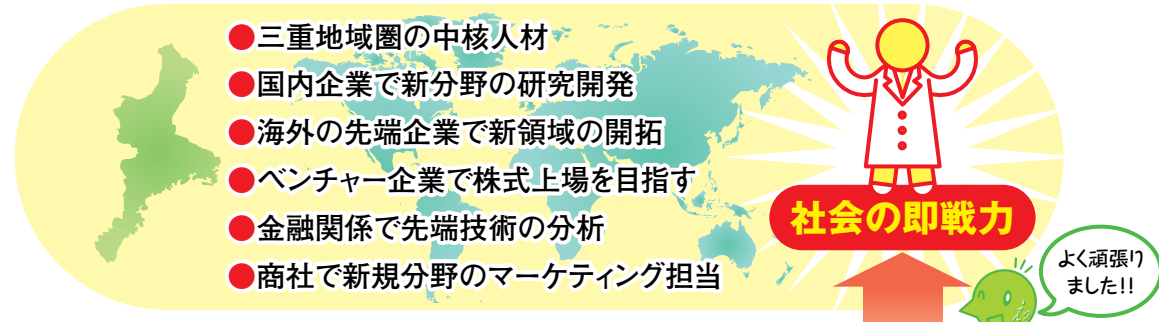 ●三重地域圏の中核人材
●国内企業で新分野の研究開発
●海外の先端企業で新領域の開拓
●ベンチャー企業で株式上場を目指す
●金融関係で先端技術の分析
●商社で新規分野のマーケティング担当
社会の即戦力
よく頑張り
ました!!